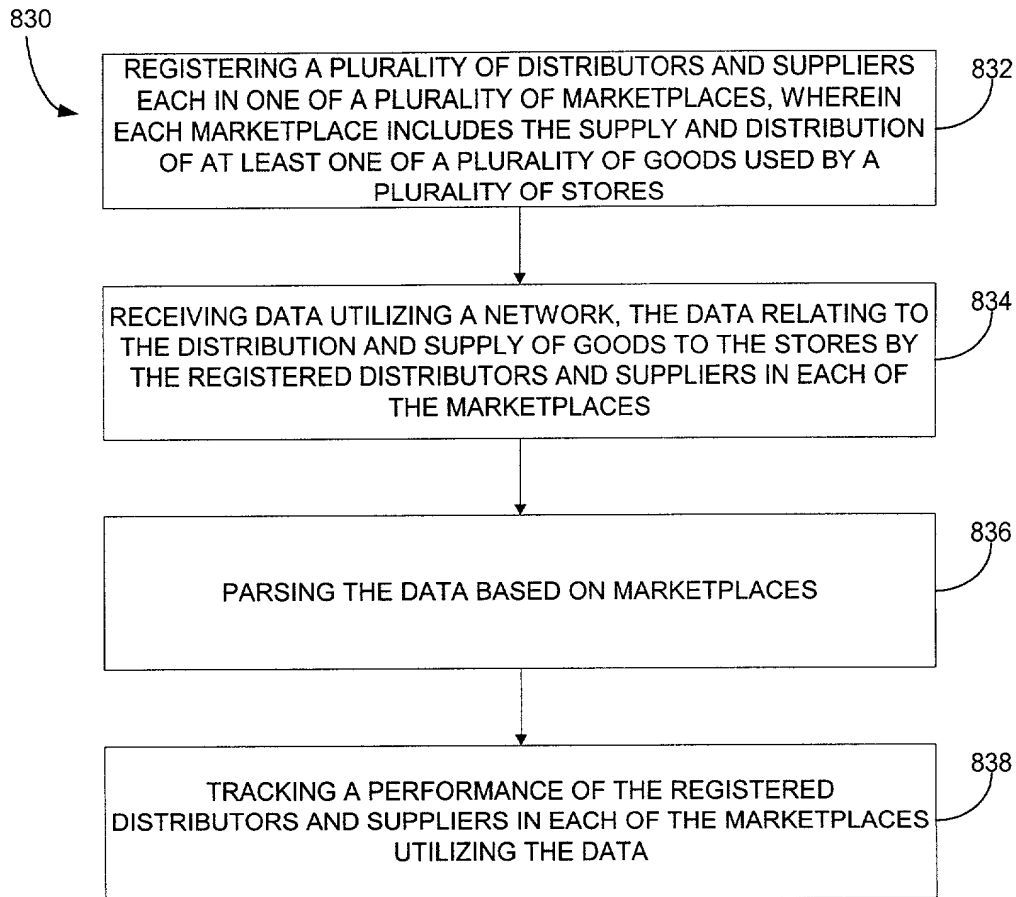 830
REGISTERING A PLURALITY OF DISTRIBUTORS AND SUPPLIERS
EACH IN ONE OF A PLURALITY OF MARKETPLACES, WHEREIN
EACH MARKETPLACE INCLUDES THE SUPPLY AND DISTRIBUTION
OF AT LEAST ONE OF A PLURALITY OF GOODS USED BY A
PLURALITY OF STORES
832
RECEIVING DATA UTILIZING A NETWORK, THE DATA RELATING TO
THE DISTRIBUTION AND SUPPLY OF GOODS TO THE STORES BY
THE REGISTERED DISTRIBUTORS AND SUPPLIERS IN EACH OF
THE MARKETPLACES
834
PARSING THE DATA BASED ON MARKETPLACES
836
TRACKING A PERFORMANCE OF THE REGISTERED
DISTRIBUTORS AND SUPPLIERS IN EACH OF THE MARKETPLACES
UTILIZING THE DATA
838